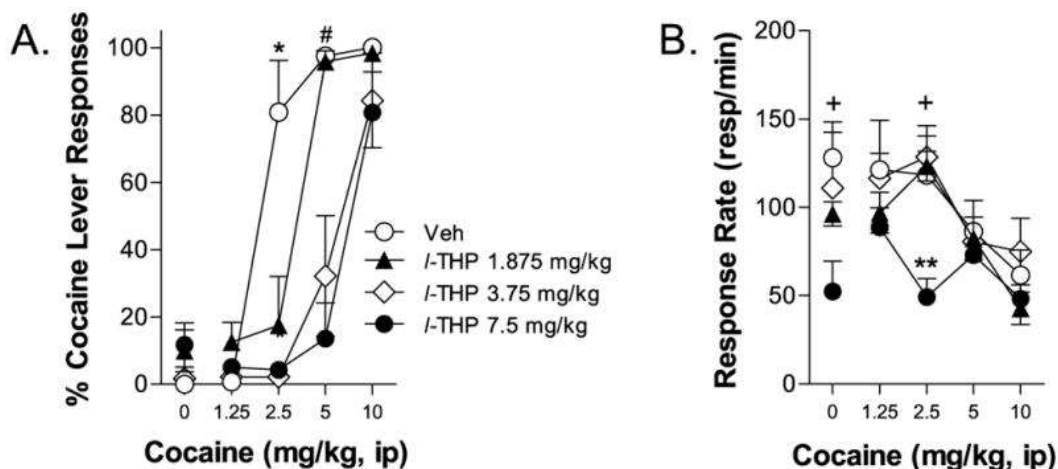 A.
% Cocaine Lever Responses
100
80
60
40
20
0
*
#
*
0 1.25 2.5 5 10
Cocaine (mg/kg, ip)
Veh
l-THP 1.875 mg/kg
l-THP 3.75 mg/kg
l-THP 7.5 mg/kg
B.
Response Rate (resp/min)
200
150
100
50
0
+ +
**
0 1.25 2.5 5 10
Cocaine (mg/kg, ip)